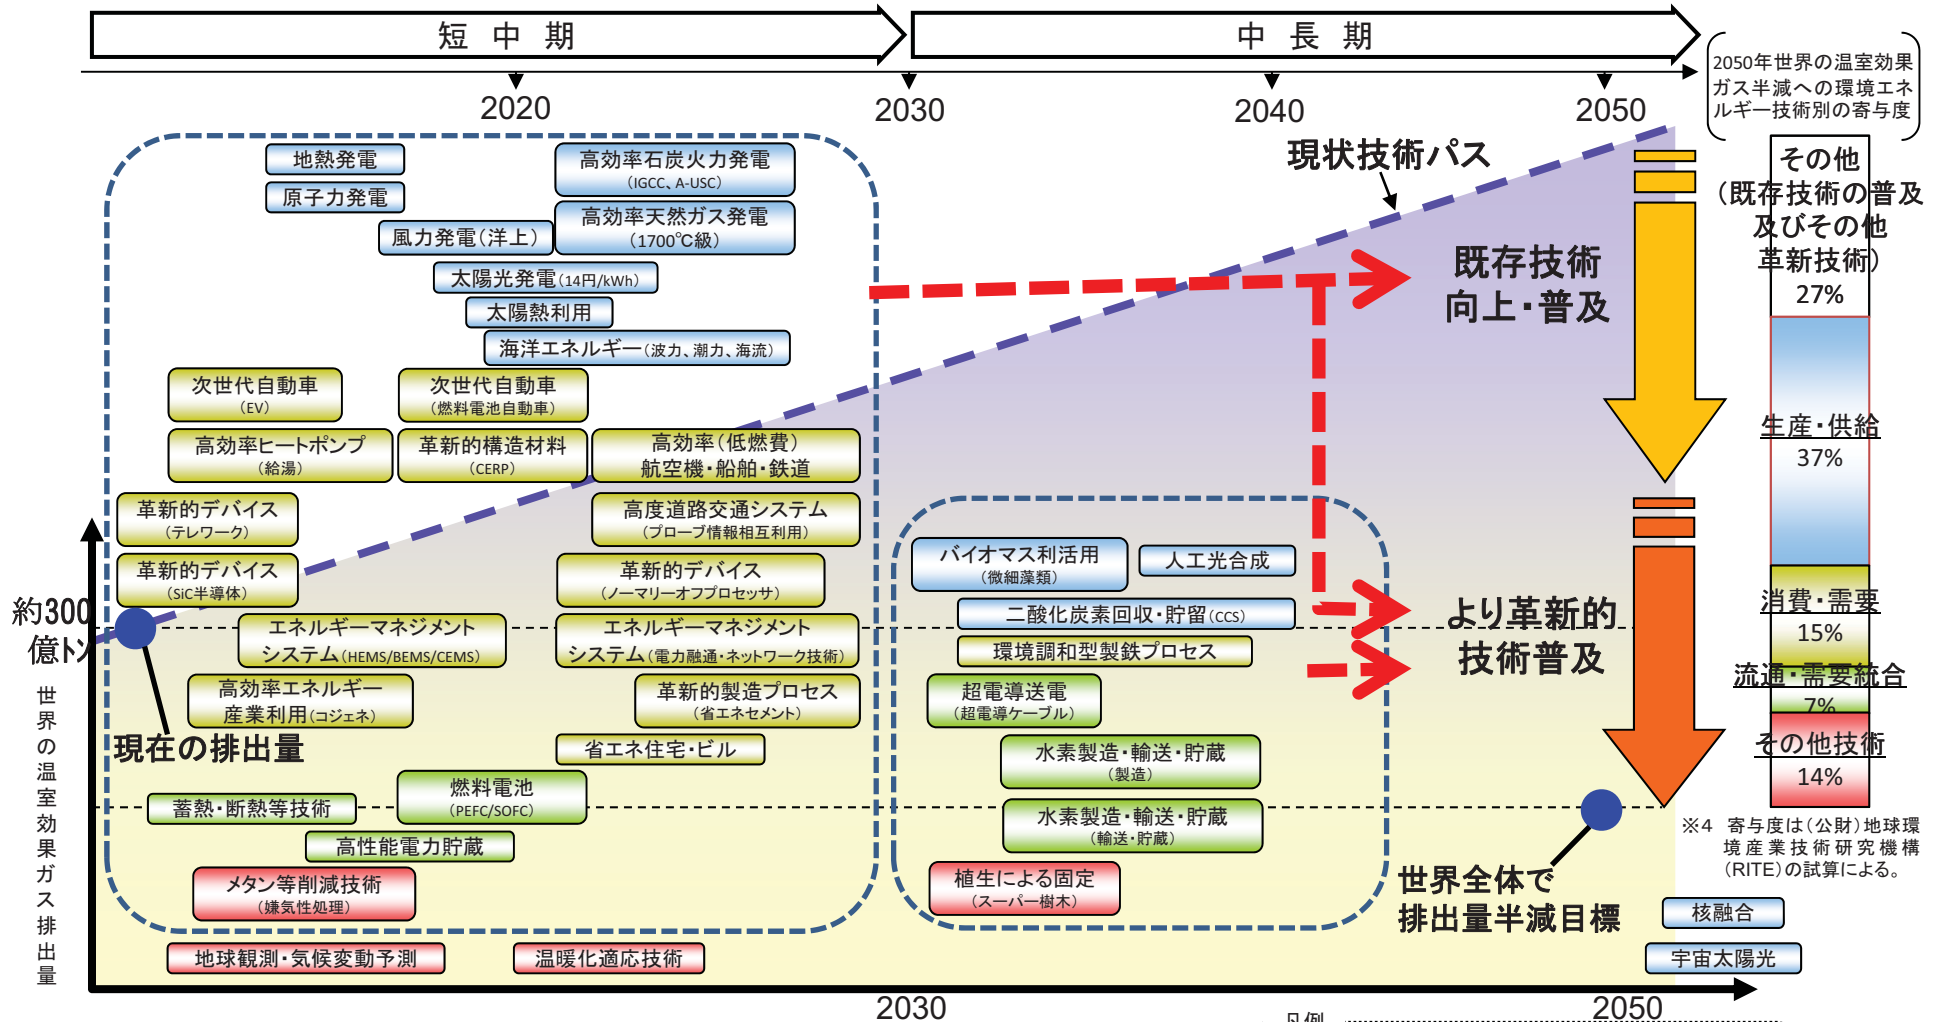 短中期
中長期
2020
2030
2040
2050
2050年世界の温室効果
ガス半減への環境エネ
ルギー技術別の寄与度
地熱発電
原子力発電
高効率石炭火力発電
(IGCC、A-USC)
高効率天然ガス発電
(1700℃級)
風力発電(洋上)
太陽光発電(14円/kWh)
太陽熱利用
海洋エネルギー(波力、潮力、海流)
次世代自動車
(EV)
次世代自動車
(燃料電池自動車)
高効率ヒートポンプ
(給湯)
革新的構造材料
(CERP)
高効率(低燃費)
航空機・船舶・鉄道
革新的デバイス
(テレワーク)
高度道路交通システム
(プローブ情報相互利用)
革新的デバイス
(SiC半導体)
革新的デバイス
(ノーマリーオフプロセッサ)
エネルギーマネジメント
システム(HEMS/BEMS/CEMS)
エネルギーマネジメント
システム(電力融通・ネットワーク技術)
高効率エネルギー
産業利用(コジェネ)
革新的製造プロセス
(省エネセメント)
省エネ住宅・ビル
燃料電池
(PEFC/SOFC)
蓄熱・断熱等技術
高性能電力貯蔵
メタン等削減技術
(嫌気性処理)
地球観測・気候変動予測
温暖化適応技術
約300
億トン
世界の温室効果ガス排出量
現在の排出量
現状技術パス
既存技術
向上・普及
バイオマス利活用
(微細藻類)
人工光合成
二酸化炭素回収・貯留(CCS)
環境調和型製鉄プロセス
超電導送電
(超電導ケーブル)
水素製造・輸送・貯蔵
(製造)
水素製造・輸送・貯蔵
(輸送・貯蔵)
植生による固定
(スーパー樹木)
より革新的
技術普及
世界全体で
排出量半減目標
その他
(既存技術の普及
及びその他
革新技術)
27%
生産・供給
37%
消費・需要
15%
流通・需要統合
7%
その他技術
14%
※4 寄与度は(公財)地球環
境産業技術研究機構
(RITE)の試算による。
核融合
宇宙太陽光
2030
2050
凡例